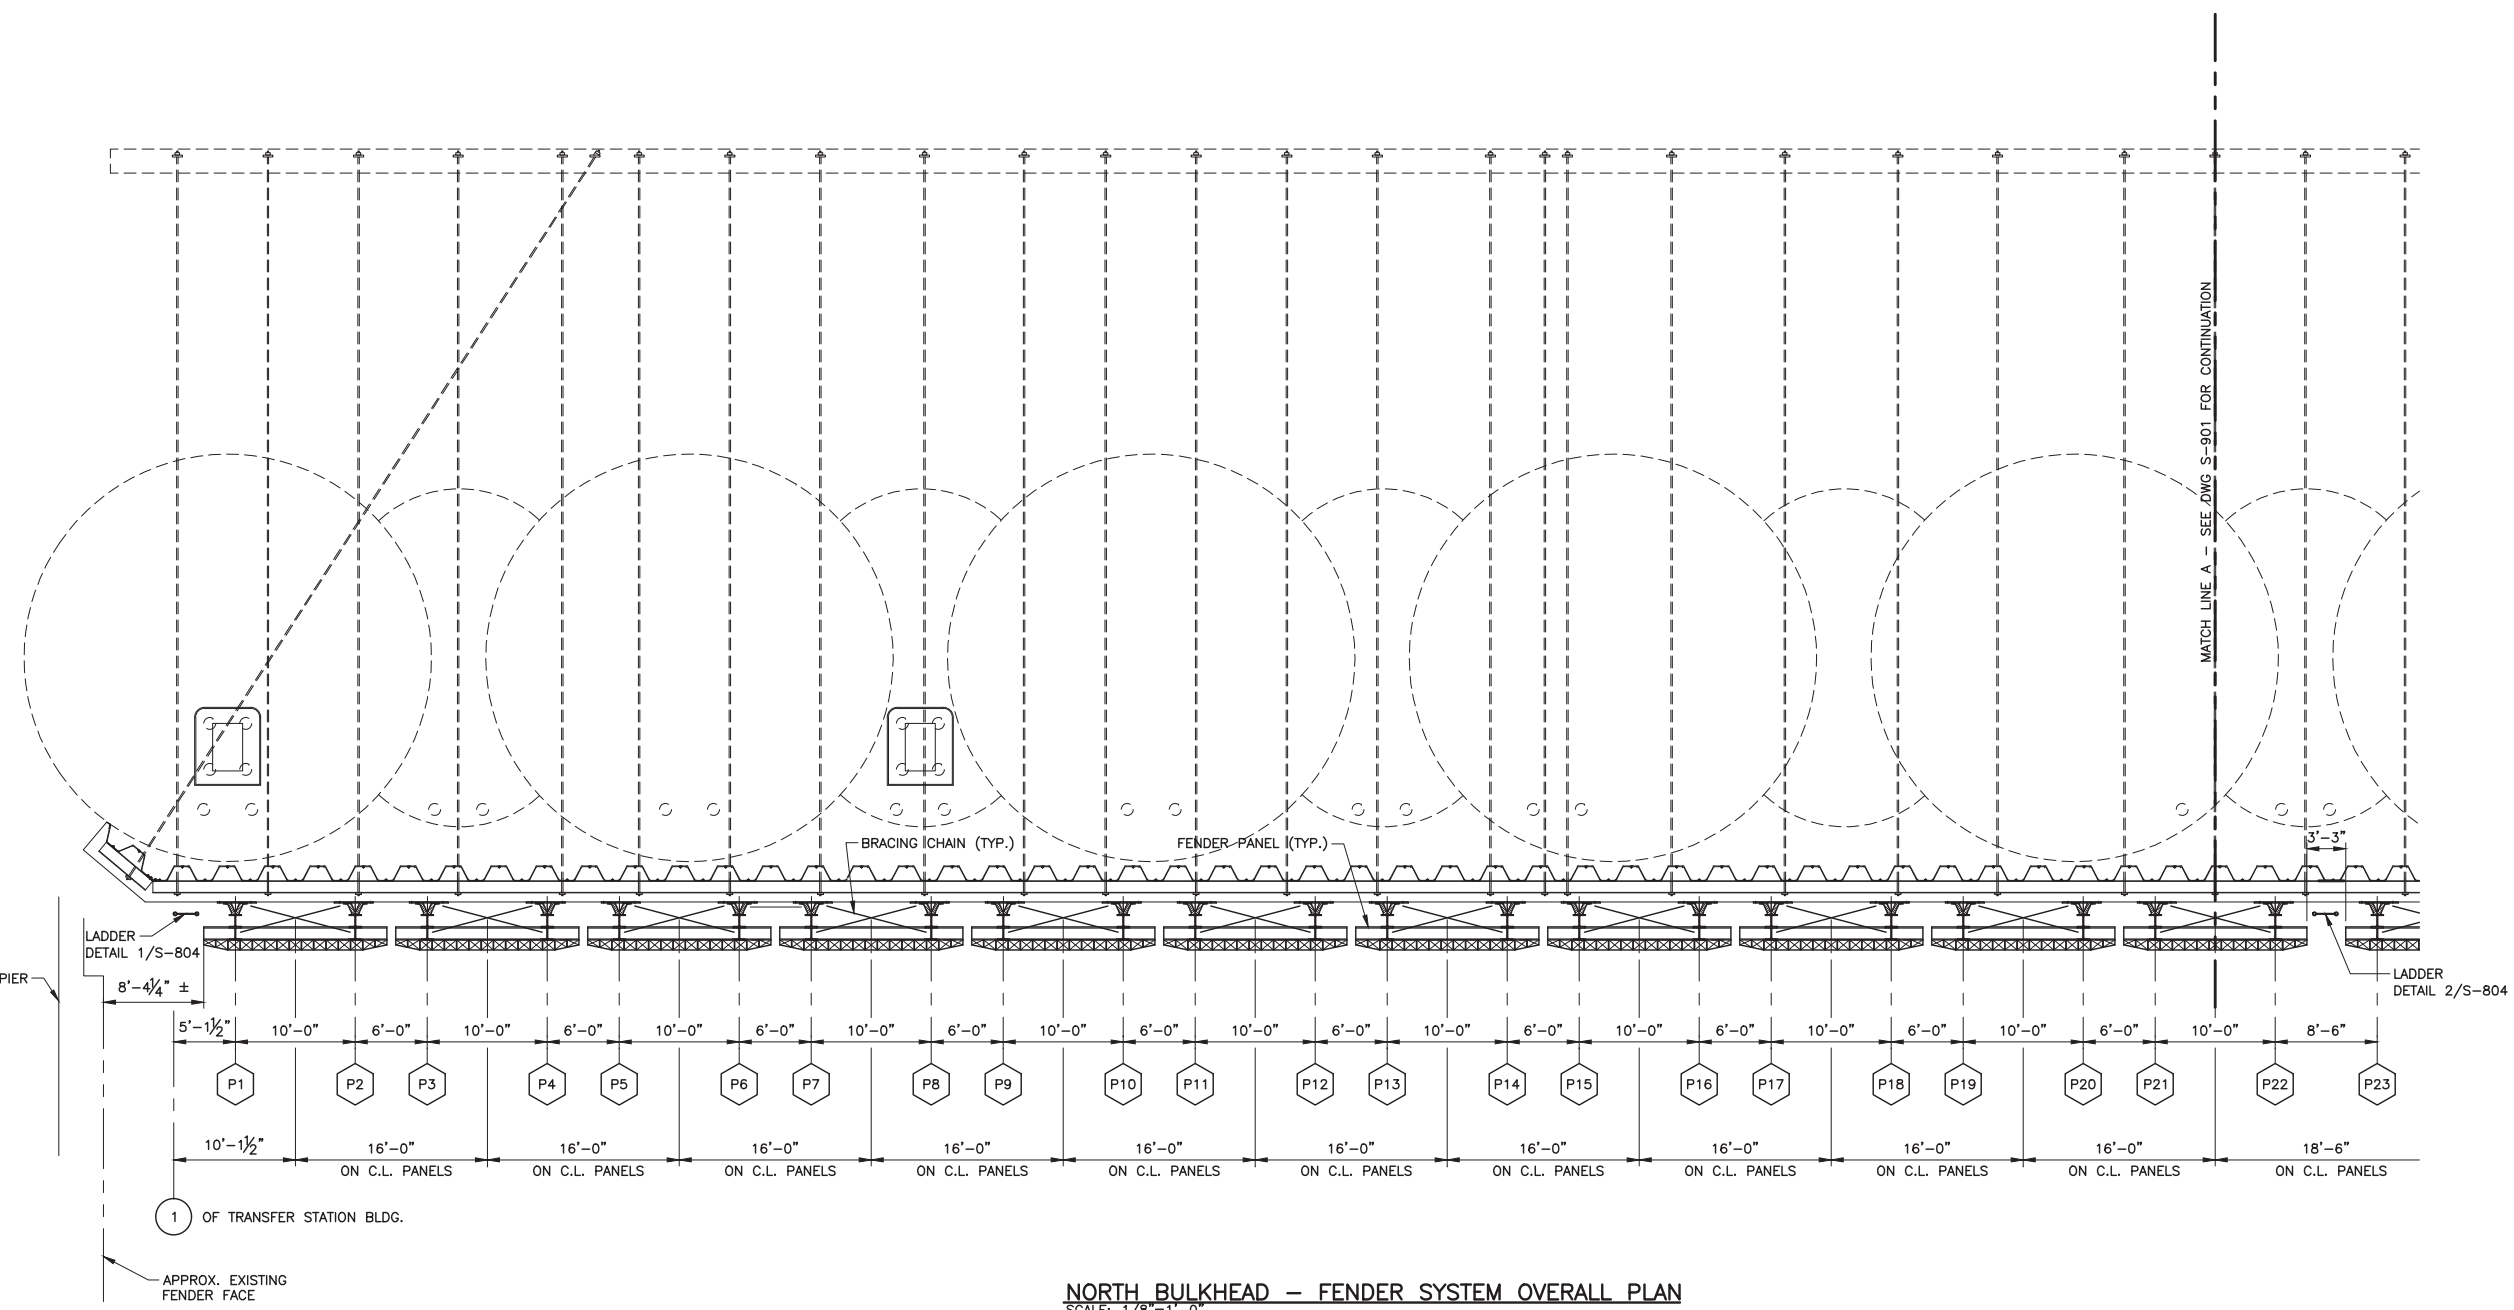 MATCH LINE A - SEE DWG S-901 FOR CONTINUATION
BRACING CHAIN (TYP.)
FENDER PANEL (TYP.)
3'-3"
LADDER
DETAIL 1/S-804
PIER
8'-4¼" ±
LADDER
DETAIL 2/S-804
5'-1½" 10'-0" 6'-0" 10'-0" 6'-0" 10'-0" 6'-0" 10'-0" 6'-0" 10'-0" 6'-0" 10'-0" 6'-0" 10'-0" 6'-0" 10'-0" 6'-0" 10'-0" 6'-0" 10'-0" 6'-0" 10'-0" 8'-6"
P1 P2 P3 P4 P5 P6 P7 P8 P9 P10 P11 P12 P13 P14 P15 P16 P17 P18 P19 P20 P21 P22 P23
10'-1½" 16'-0" 16'-0" 16'-0" 16'-0" 16'-0" 16'-0" 16'-0" 16'-0" 16'-0" 16'-0" 18'-6"
ON C.L. PANELS ON C.L. PANELS ON C.L. PANELS ON C.L. PANELS ON C.L. PANELS ON C.L. PANELS ON C.L. PANELS ON C.L. PANELS ON C.L. PANELS ON C.L. PANELS ON C.L. PANELS
1 OF TRANSFER STATION BLDG.
APPROX. EXISTING
FENDER FACE
NORTH BULKHEAD - FENDER SYSTEM OVERALL PLAN
SCALE: 1/8"=1'-0"